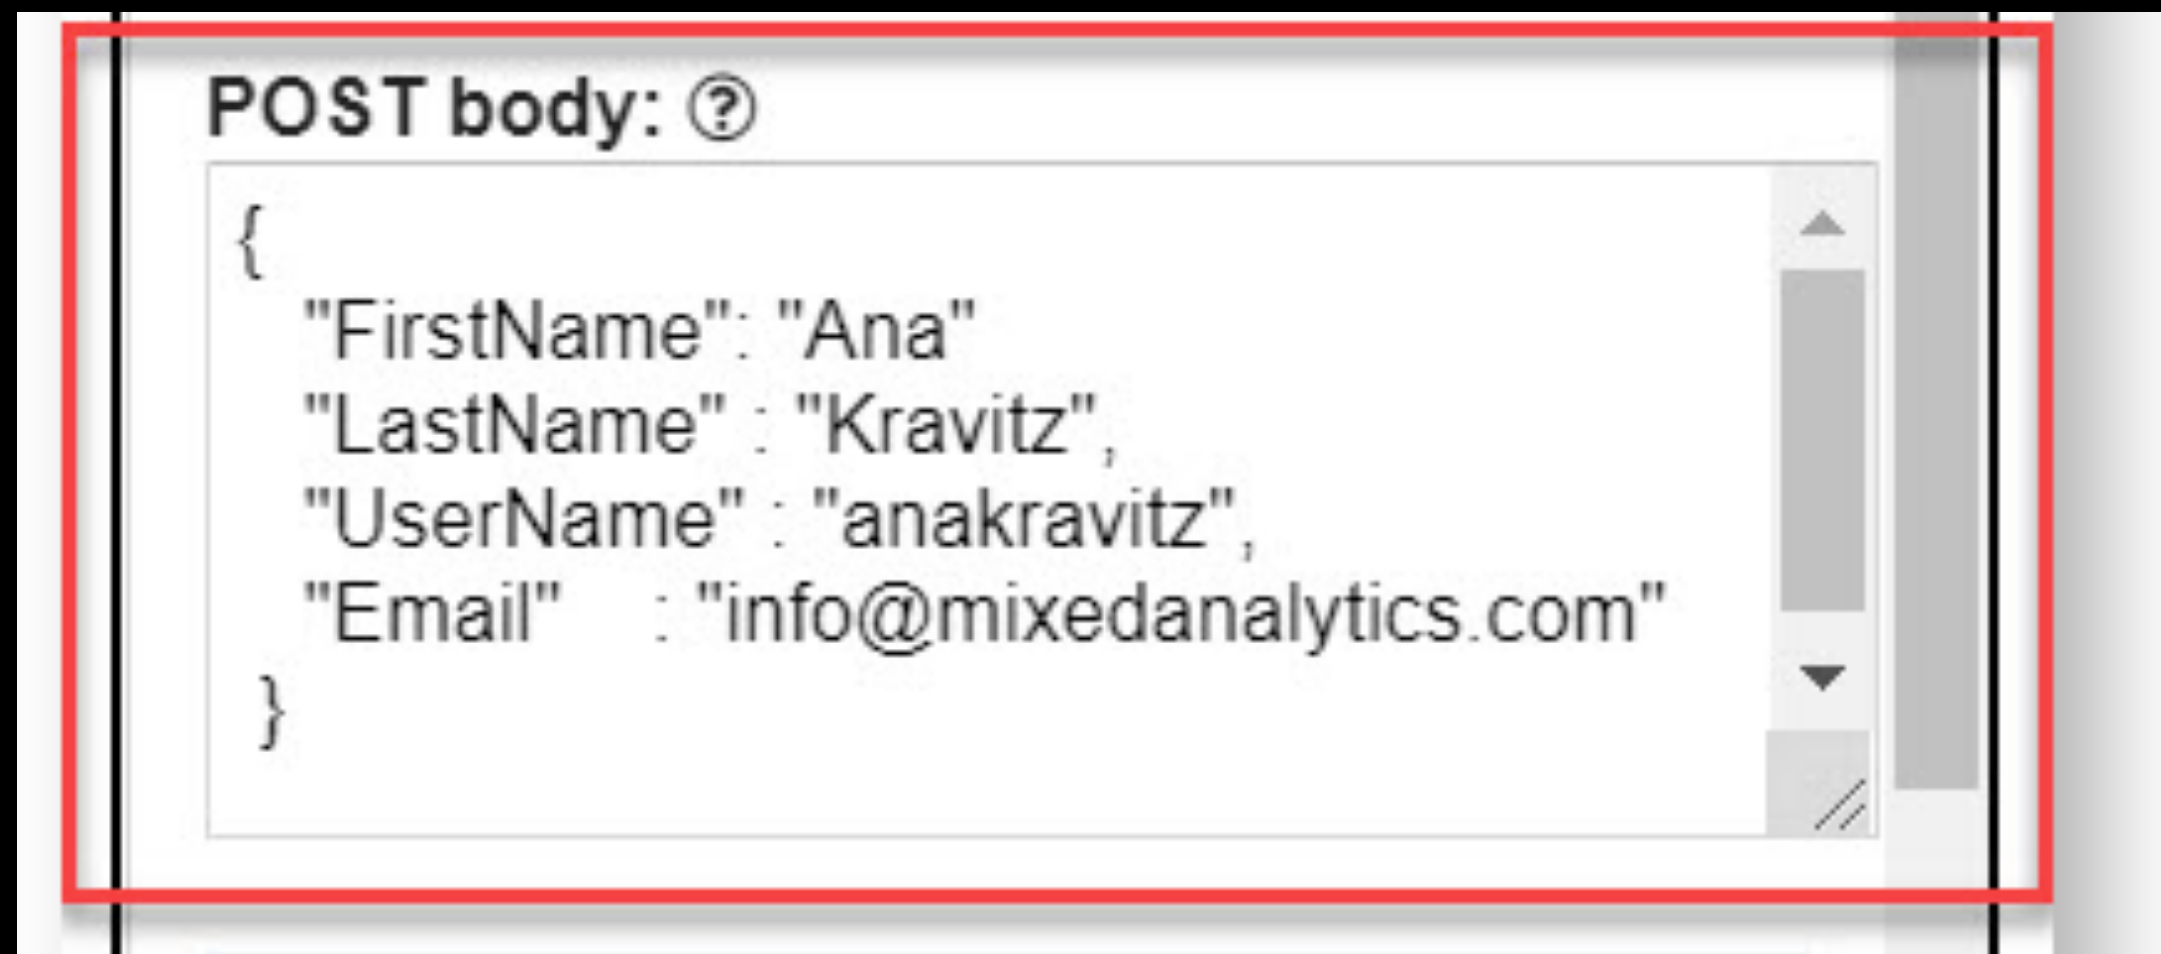 POST body: ?
{
"FirstName": "Ana"
"LastName" : "Kravitz",
"UserName" : "anakravitz",
"Email"    : "info@mixedanalytics.com"
}